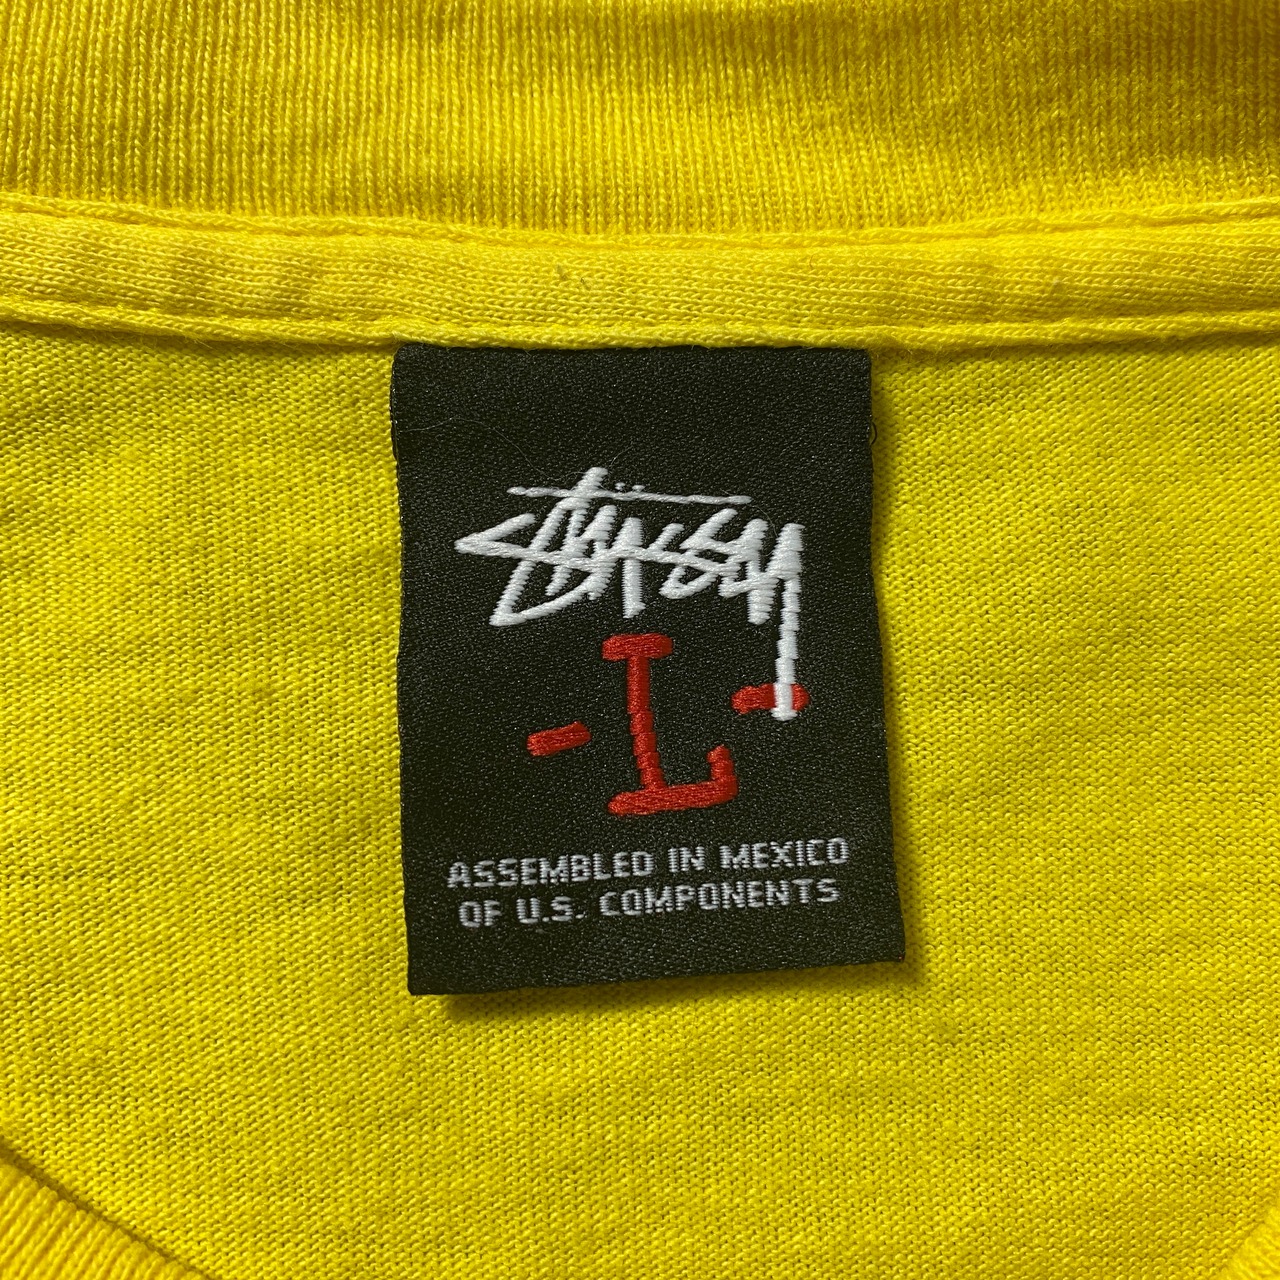 Stüssy
-L-
ASSEMBLED IN MEXICO
OF U.S. COMPONENTS